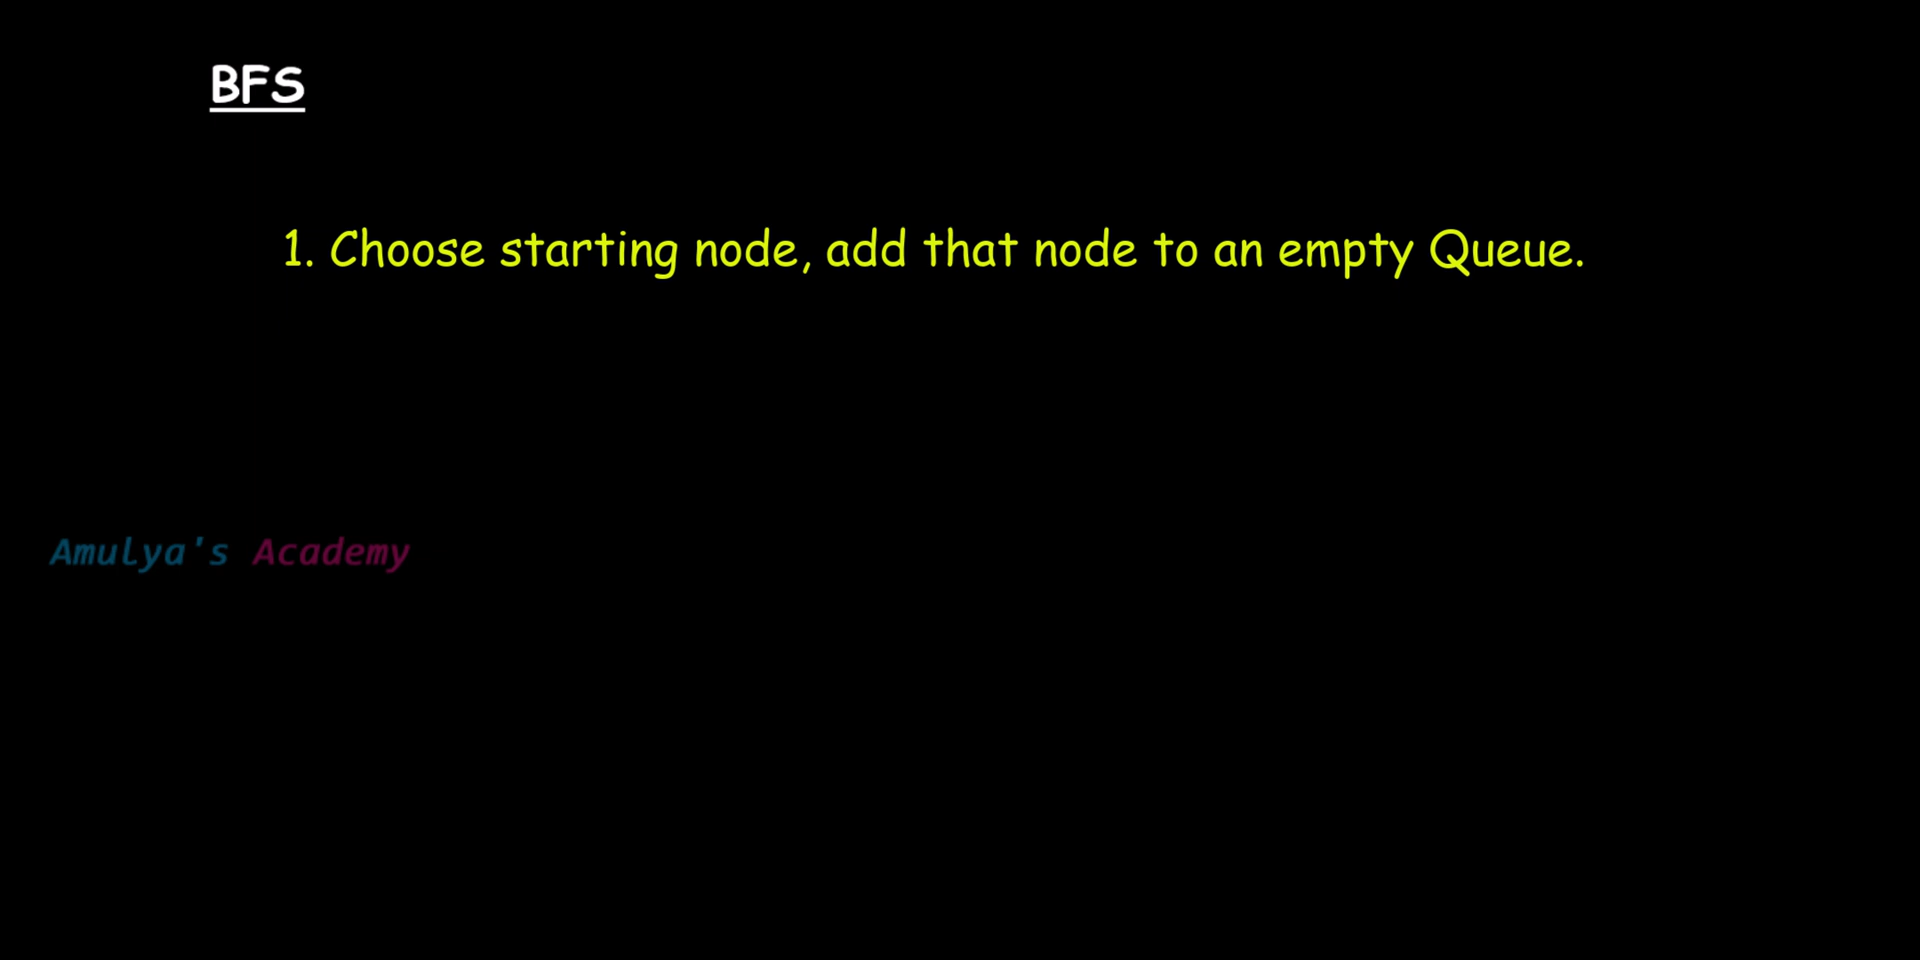 BFS
1. Choose starting node, add that node to an empty Queue.
Amulya's Academy